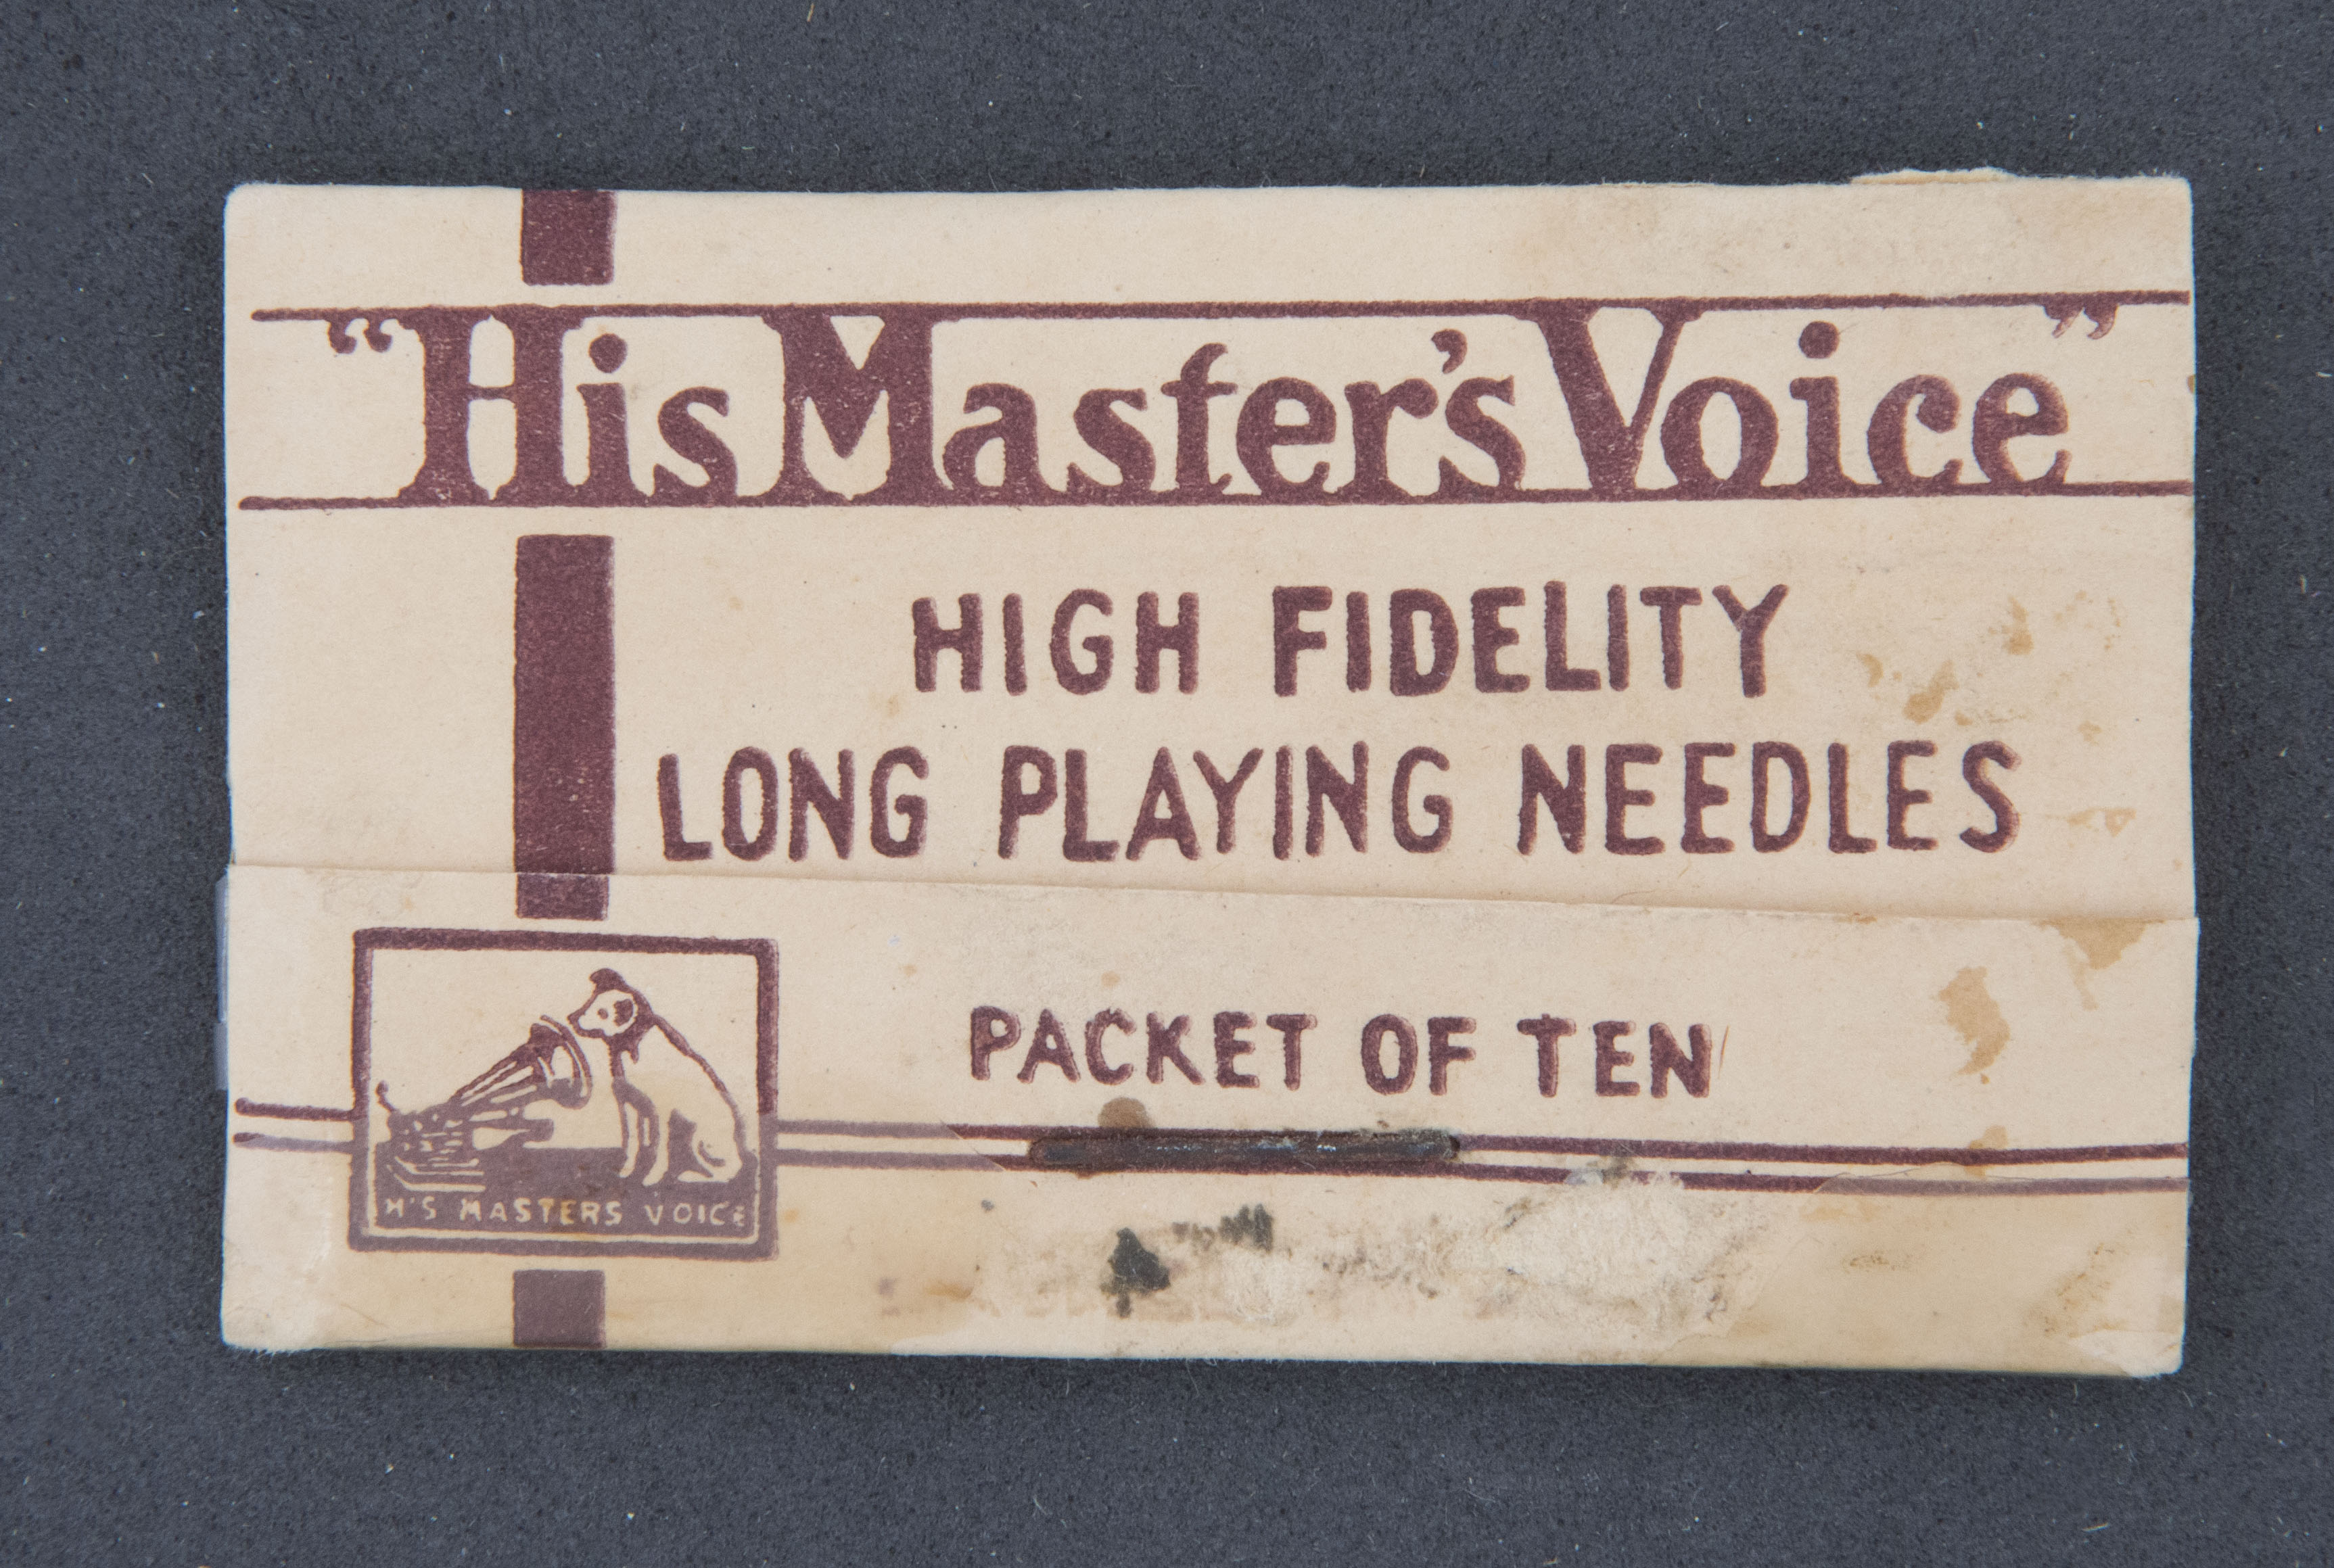 “His Master's Voice”
HIGH FIDELITY
LONG PLAYING NEEDLES
PACKET OF TEN
HIS MASTERS VOICE